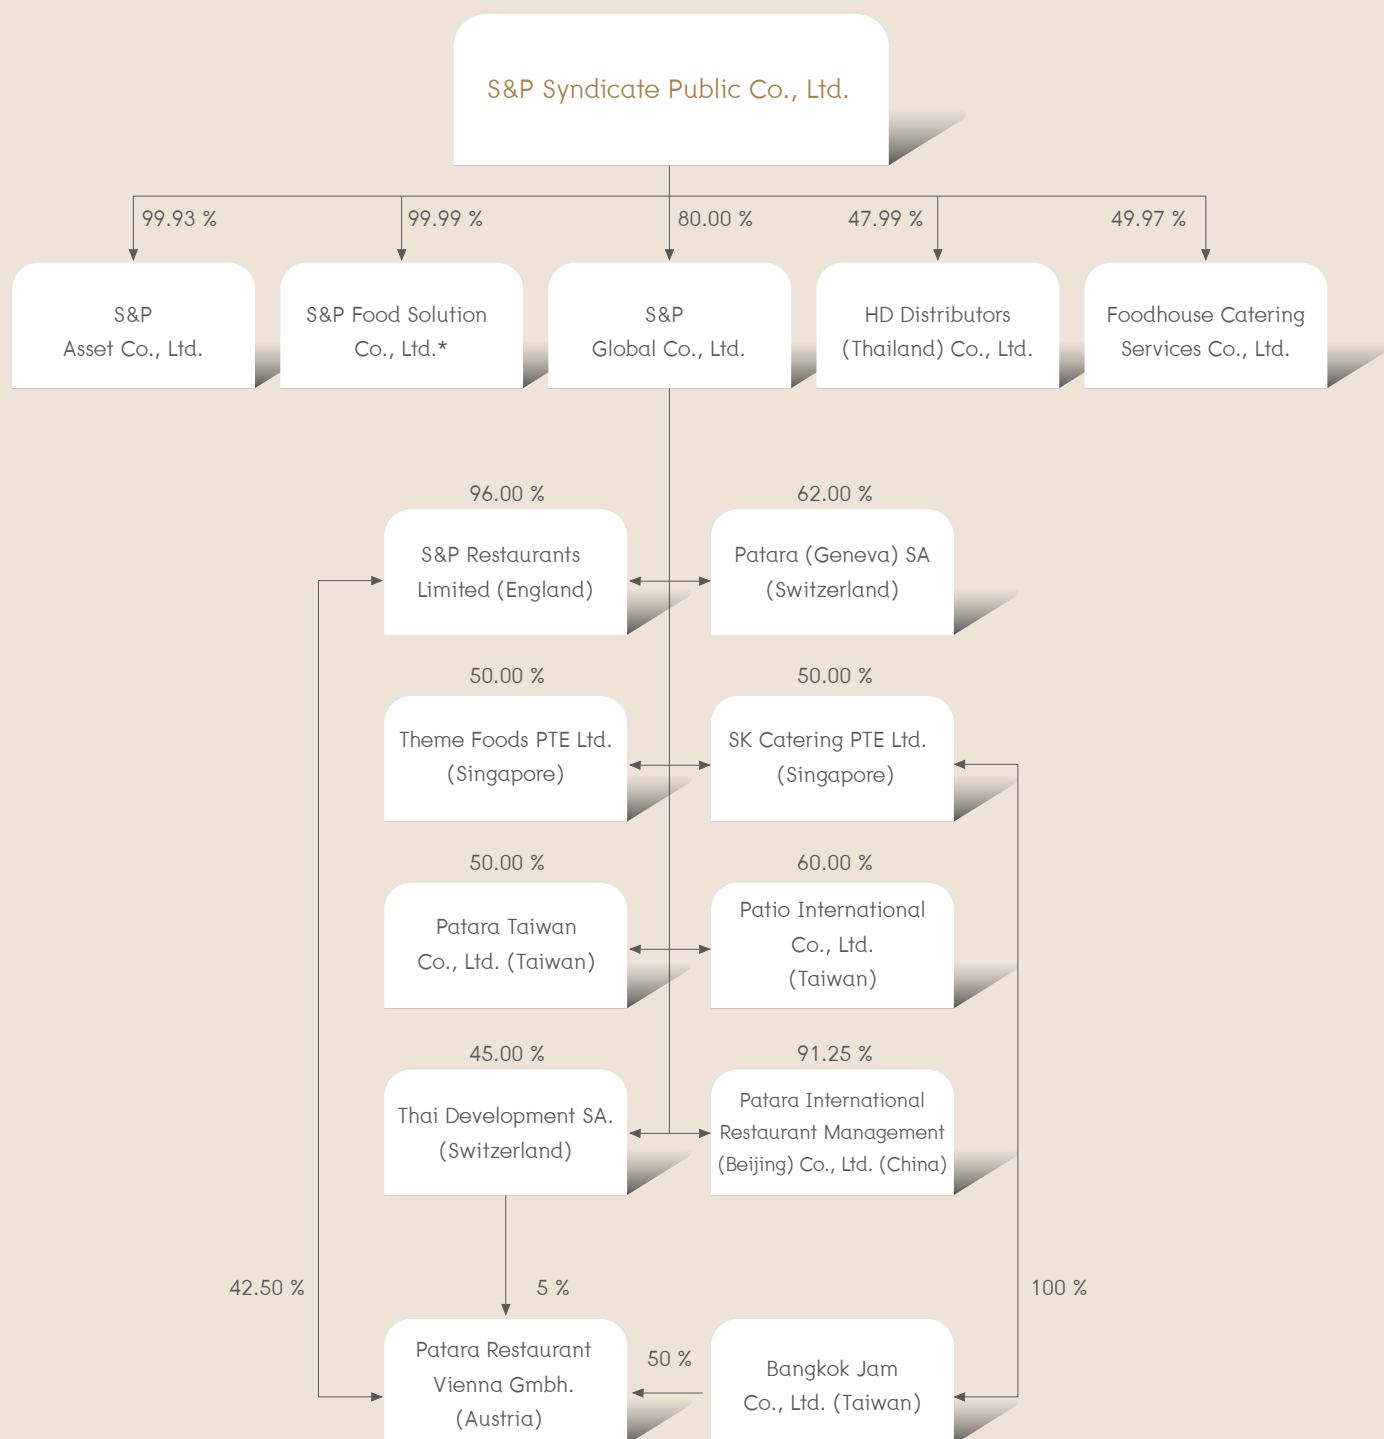 S&P Syndicate Public Co., Ltd.
99.93 %
99.99 %
80.00 %
47.99 %
49.97 %
S&P
Asset Co., Ltd.
S&P Food Solution
Co., Ltd.*
S&P
Global Co., Ltd.
HD Distributors
(Thailand) Co., Ltd.
Foodhouse Catering
Services Co., Ltd.
96.00 %
62.00 %
S&P Restaurants
Limited (England)
Patara (Geneva) SA
(Switzerland)
50.00 %
50.00 %
Theme Foods PTE Ltd.
(Singapore)
SK Catering PTE Ltd.
(Singapore)
50.00 %
60.00 %
Patara Taiwan
Co., Ltd. (Taiwan)
Patio International
Co., Ltd.
(Taiwan)
45.00 %
91.25 %
Thai Development SA.
(Switzerland)
Patara International
Restaurant Management
(Beijing) Co., Ltd. (China)
42.50 %
5 %
100 %
Patara Restaurant
Vienna Gmbh.
(Austria)
50 %
Bangkok Jam
Co., Ltd. (Taiwan)